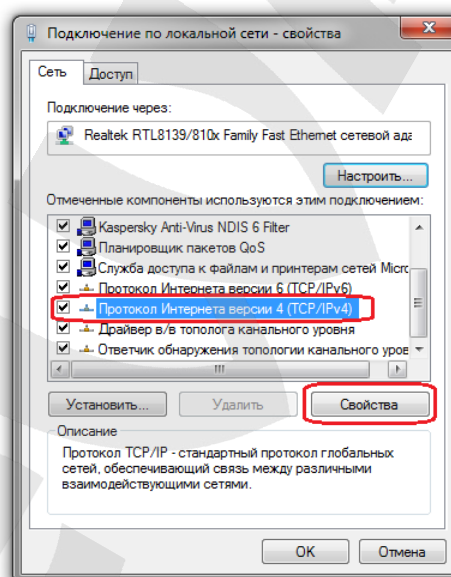 Подключение по локальной сети - свойства
Сеть Доступ
Подключение через:
Realtek RTL8139/810x Family Fast Ethernet сетевой ада
Настроить...
Отмеченные компоненты используются этим подключением:
Kaspersky Anti-Virus NDIS 6 Filter
Планировщик пакетов QoS
Служба доступа к файлам и принтерам сетей Micro
Протокол Интернета версии 6 (TCP/IPv6)
Протокол Интернета версии 4 (TCP/IPv4)
Драйвер в/в тополога канального уровня
Ответчик обнаружения топологии канального уров
Установить... Удалить Свойства
Описание
Протокол TCP/IP - стандартный протокол глобальных
сетей, обеспечивающий связь между различными
взаимодействующими сетями.
OK Отмена